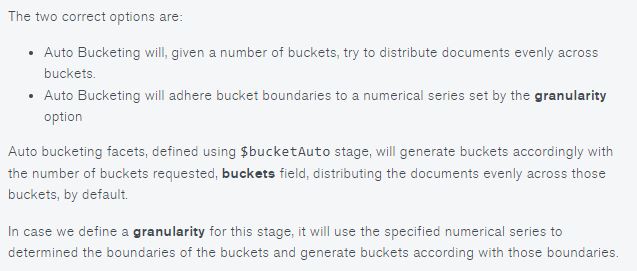 The two correct options are:
• Auto Bucketing will, given a number of buckets, try to distribute documents evenly across
buckets.
• Auto Bucketing will adhere bucket boundaries to a numerical series set by the granularity
option
Auto bucketing facets, defined using $bucketAuto stage, will generate buckets accordingly with
the number of buckets requested, buckets field, distributing the documents evenly across those
buckets, by default.
In case we define a granularity for this stage, it will use the specified numerical series to
determined the boundaries of the buckets and generate buckets according with those boundaries.